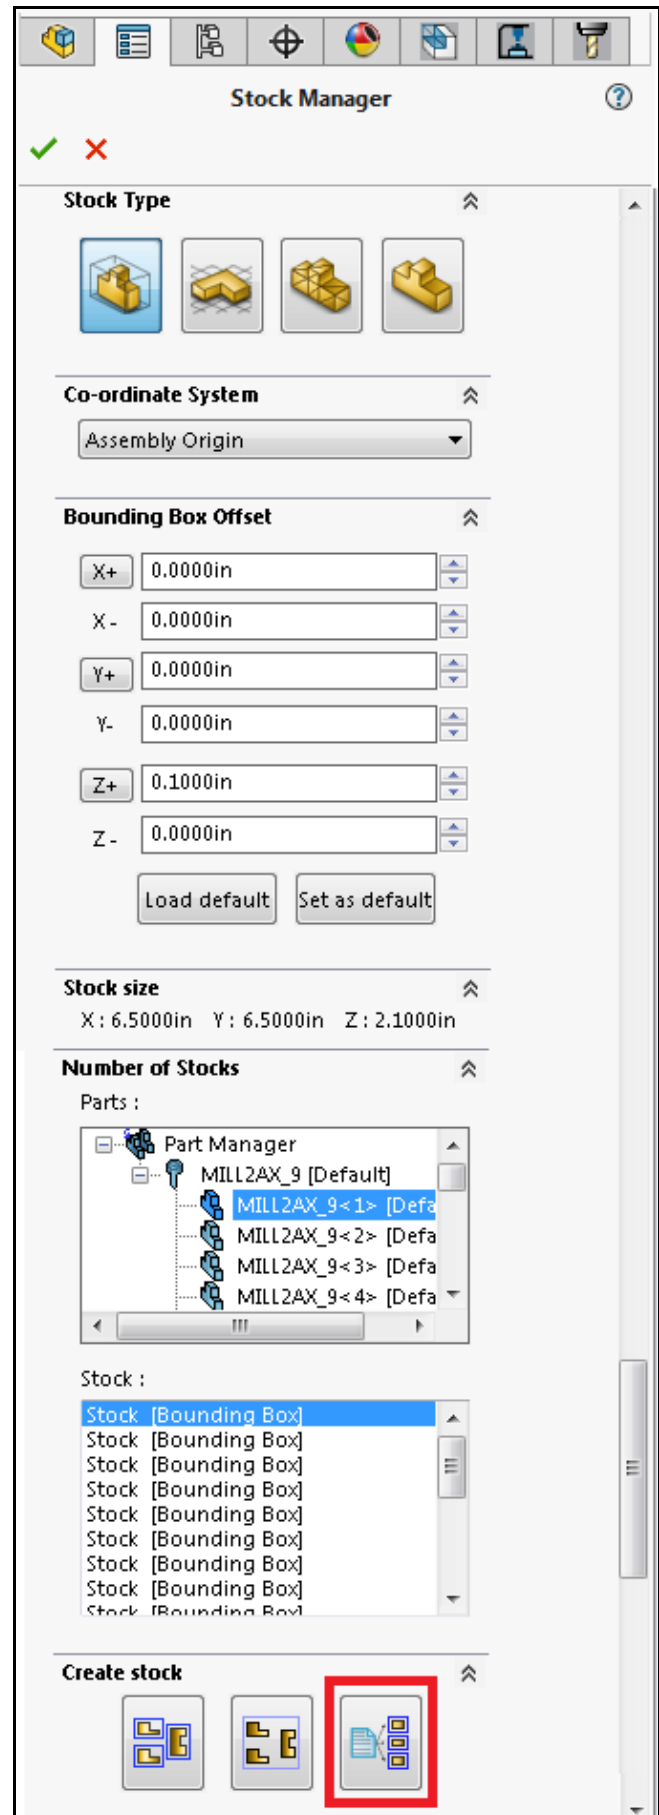 Stock Manager
Stock Type
Co-ordinate System
Assembly Origin
Bounding Box Offset
X+ 0.0000in
X- 0.0000in
Y+ 0.0000in
Y- 0.0000in
Z+ 0.1000in
Z- 0.0000in
Load default Set as default
Stock size
X : 6.5000in Y : 6.5000in Z : 2.1000in
Number of Stocks
Parts :
Part Manager
MILL2AX_9 [Default]
MILL2AX_9<1> [Defa
MILL2AX_9<2> [Defa
MILL2AX_9<3> [Defa
MILL2AX_9<4> [Defa
Stock :
Stock [Bounding Box]
Stock [Bounding Box]
Stock [Bounding Box]
Stock [Bounding Box]
Stock [Bounding Box]
Stock [Bounding Box]
Stock [Bounding Box]
Stock [Bounding Box]
Stock [Bounding Box]
Create stock